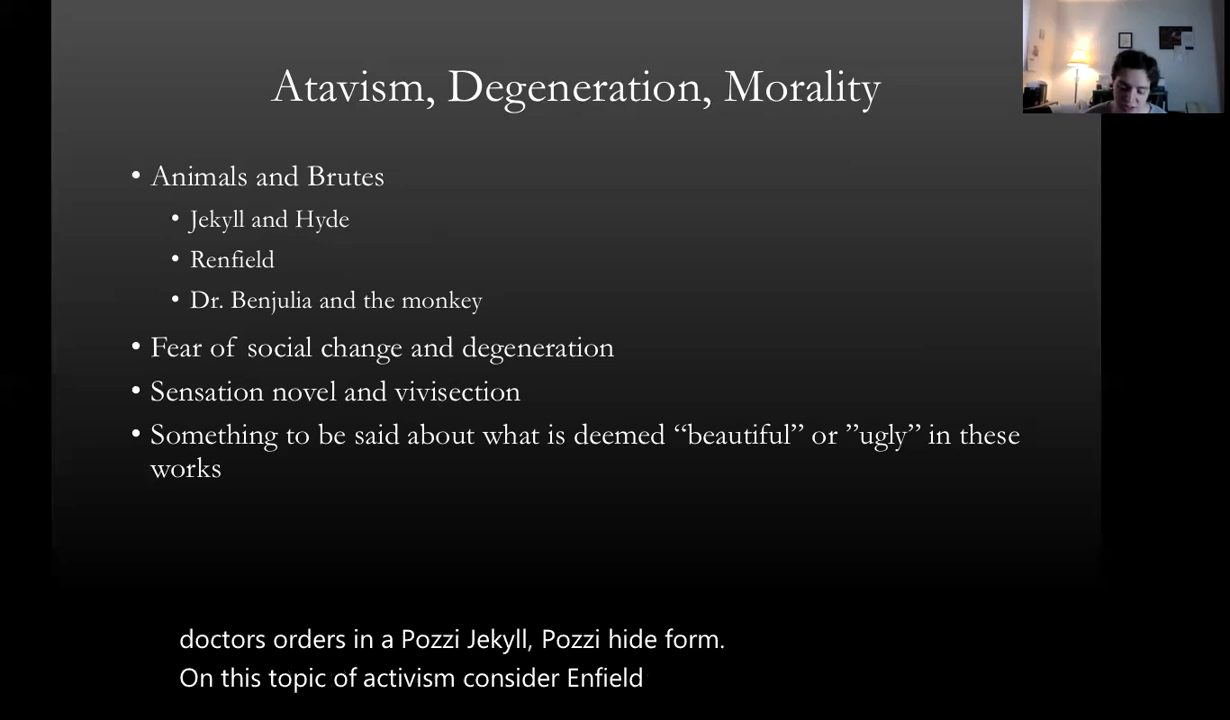 Atavism, Degeneration, Morality
• Animals and Brutes
• Jekyll and Hyde
• Renfield
• Dr. Benjulia and the monkey
• Fear of social change and degeneration
• Sensation novel and vivisection
• Something to be said about what is deemed “beautiful” or ”ugly” in these
works
doctors orders in a Pozzi Jekyll, Pozzi hide form.
On this topic of activism consider Enfield